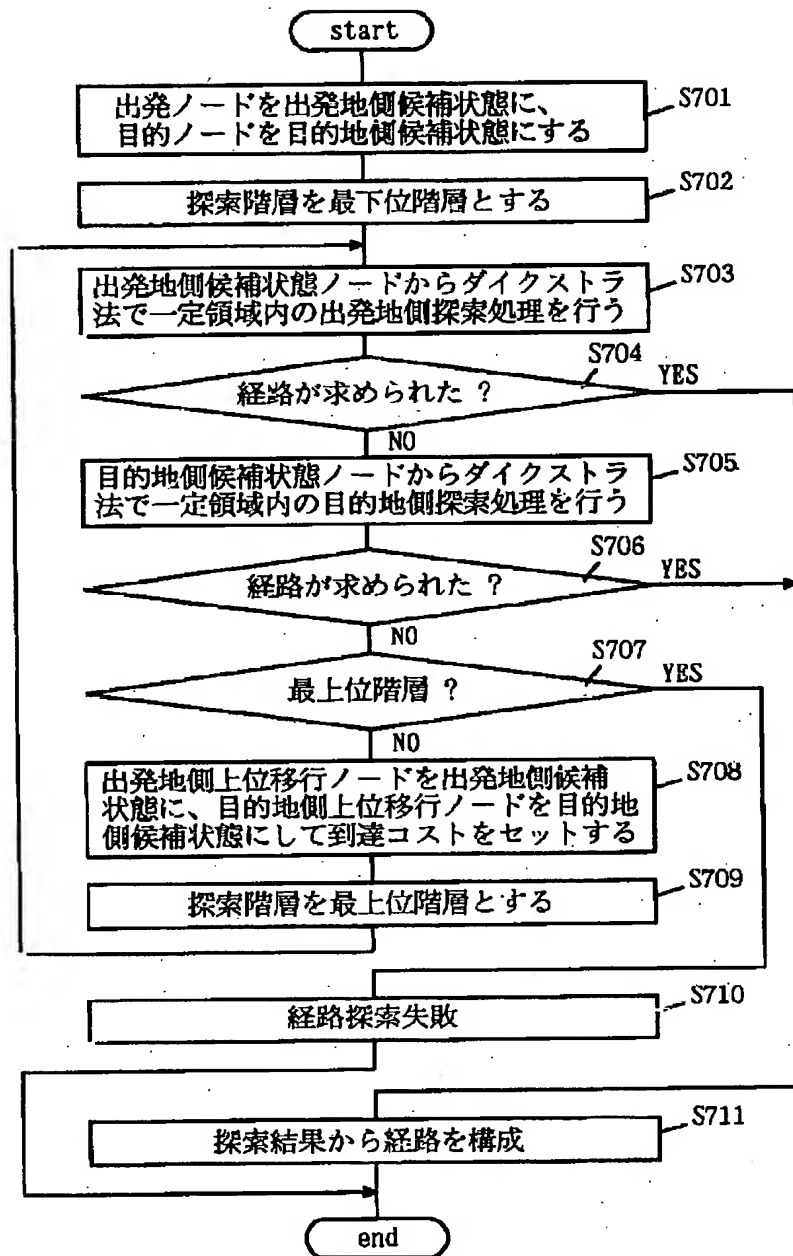 start
出発ノードを出発地側候補状態に、
目的ノードを目的地側候補状態にする
S701
探索階層を最下位階層とする
S702
出発地側候補状態ノードからダイクストラ
法で一定領域内の出発地側探索処理を行う
S703
経路が求められた ?
S704
YES
NO
目的地側候補状態ノードからダイクストラ
法で一定領域内の目的地側探索処理を行う
S705
経路が求められた ?
S706
YES
NO
最上位階層 ?
S707
YES
NO
出発地側上位移行ノードを出発地側候補
状態に、目的地側上位移行ノードを目的地
側候補状態にして到達コストをセットする
S708
探索階層を最上位階層とする
S709
経路探索失敗
S710
探索結果から経路を構成
S711
end